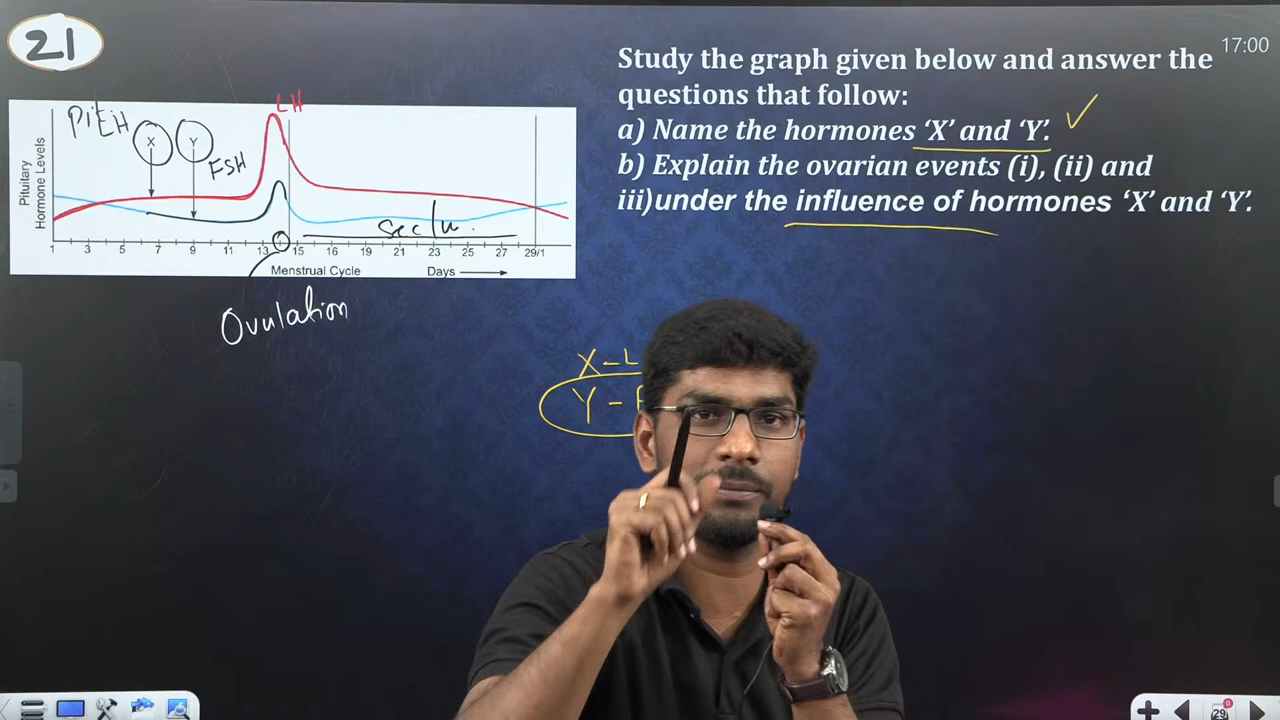 21
17:00
Study the graph given below and answer the
questions that follow:
a) Name the hormones ‘X’ and ‘Y’.
b) Explain the ovarian events (i), (ii) and
iii)under the influence of hormones ‘X’ and ‘Y’.
LH
X
Y
FSH
Pituitary
Hormone Levels
1 3 5 7 9 11 13 15 16 19 21 23 25 27 29/1
Menstrual Cycle Days
Ovulation
X - L
Y -
29